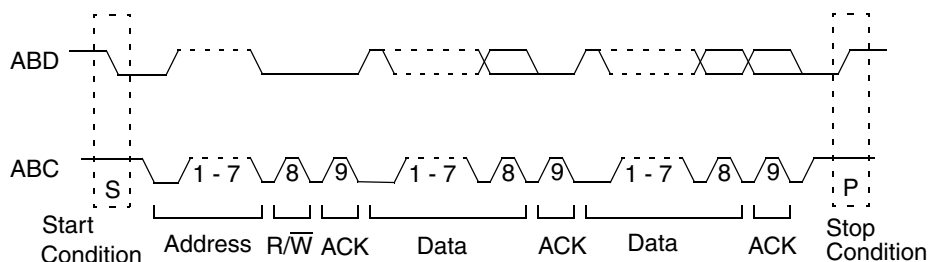 ABD
ABC
1 - 7 8 9 1 - 7 8 9 1 - 7 8 9
S P
Start
Condition
Address R/W̅ ACK Data ACK Data ACK
Stop
Condition